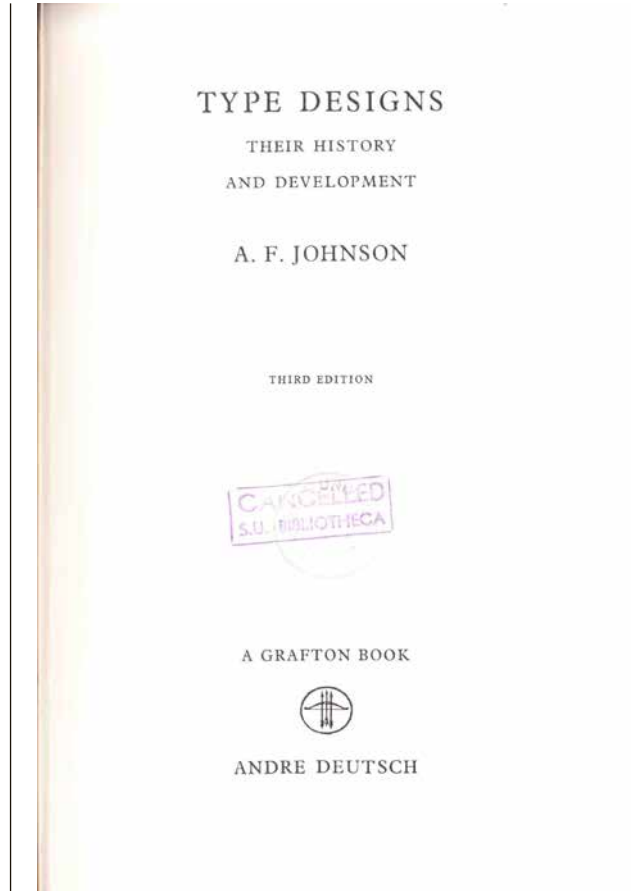 TYPE DESIGNS
THEIR HISTORY
AND DEVELOPMENT
A. F. JOHNSON
THIRD EDITION
CANCELLED
S.U. BIBLIOTHECA
A GRAFTON BOOK
ANDRE DEUTSCH